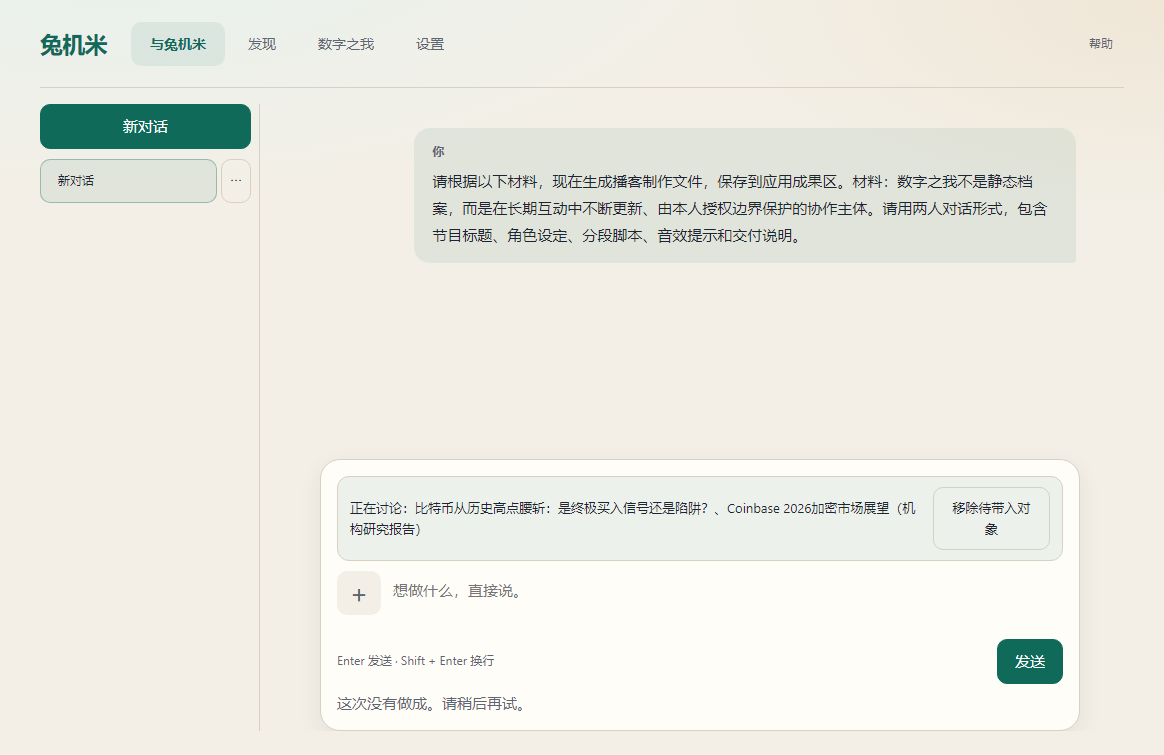 兔机米
与兔机米
发现
数字之我
设置
帮助
新对话
新对话
...
你
请根据以下材料，现在生成播客制作文件，保存到应用成果区。材料：数字之我不是静态档
案，而是在长期互动中不断更新、由本人授权边界保护的协作主体。请用两人对话形式，包含
节目标题、角色设定、分段脚本、音效提示和交付说明。
正在讨论：比特币从历史高点腰斩：是终极买入信号还是陷阱？、Coinbase 2026加密市场展望（机
构研究报告）
移除待带入对
象
+
想做什么，直接说。
Enter 发送 · Shift + Enter 换行
发送
这次没有做成。请稍后再试。